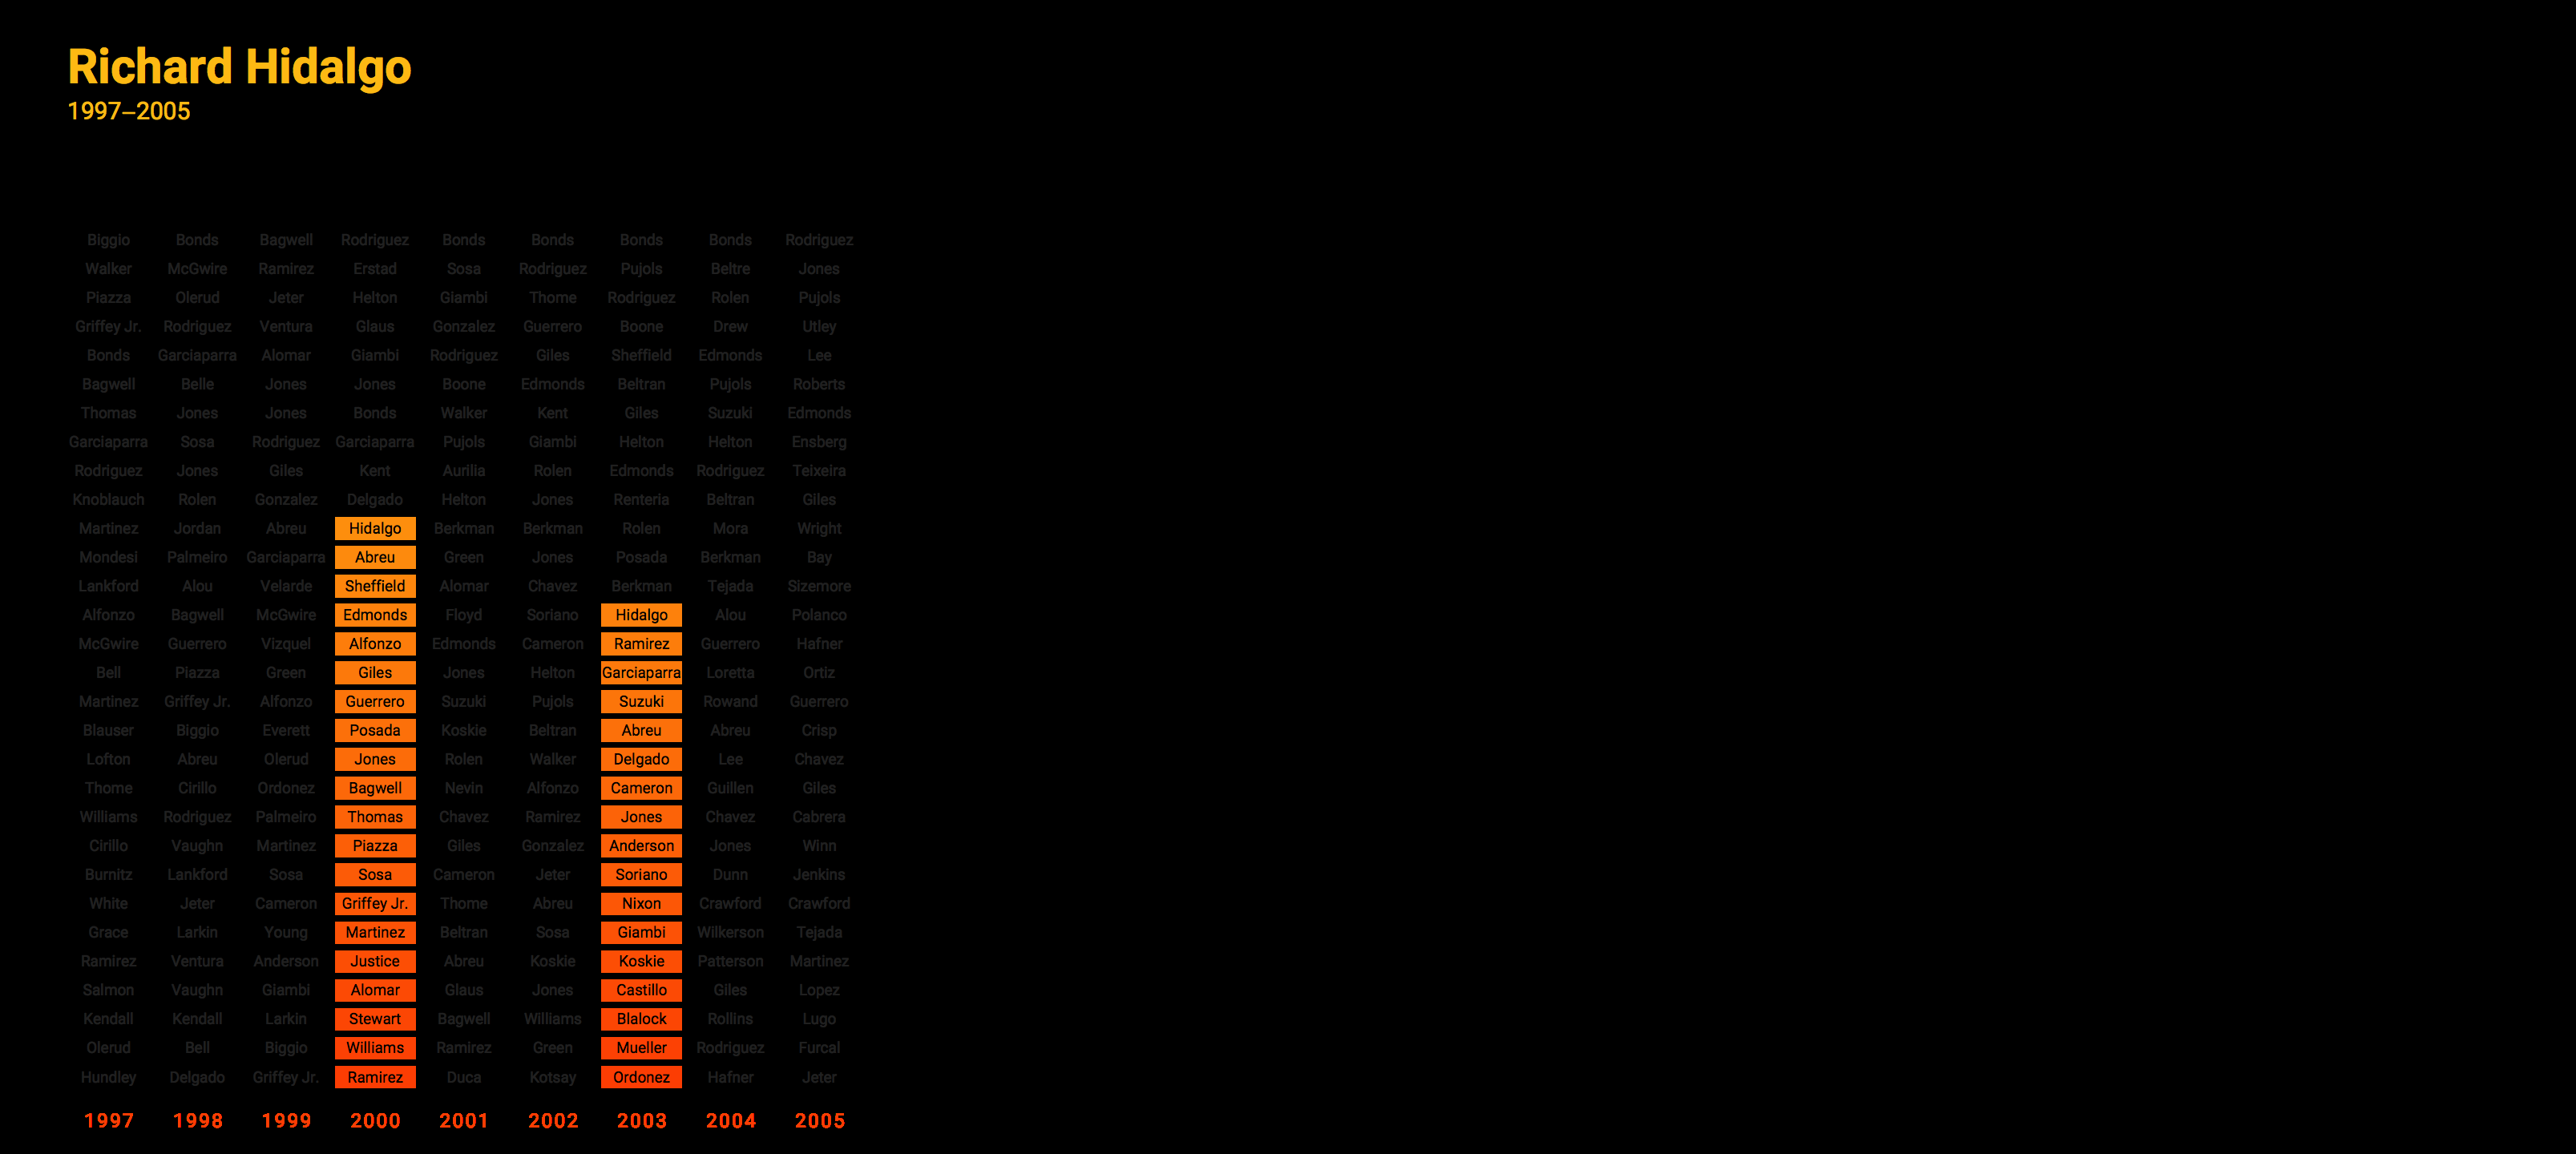 Richard Hidalgo
1997–2005
Biggio Bonds Bagwell Rodriguez Bonds Bonds Bonds Bonds Rodriguez
Walker McGwire Ramirez Erstad Sosa Rodriguez Pujols Beltre Jones
Piazza Olerud Jeter Helton Giambi Thome Rodriguez Rolen Pujols
Griffey Jr. Rodriguez Ventura Glaus Gonzalez Guerrero Boone Drew Utley
Bonds Garciaparra Alomar Giambi Rodriguez Giles Sheffield Edmonds Lee
Bagwell Belle Jones Jones Boone Edmonds Beltran Pujols Roberts
Thomas Jones Jones Bonds Walker Kent Giles Suzuki Edmonds
Garciaparra Sosa Rodriguez Garciaparra Pujols Giambi Helton Helton Ensberg
Rodriguez Jones Giles Kent Aurilia Rolen Edmonds Rodriguez Teixeira
Knoblauch Rolen Gonzalez Delgado Helton Jones Renteria Beltran Giles
Martinez Jordan Abreu Hidalgo Berkman Berkman Rolen Mora Wright
Mondesi Palmeiro Garciaparra Abreu Green Jones Posada Berkman Bay
Lankford Alou Velarde Sheffield Alomar Chavez Berkman Tejada Sizemore
Alfonzo Bagwell McGwire Edmonds Floyd Soriano Hidalgo Alou Polanco
McGwire Guerrero Vizquel Alfonzo Edmonds Cameron Ramirez Guerrero Hafner
Bell Piazza Green Giles Jones Helton Garciaparra Loretta Ortiz
Martinez Griffey Jr. Alfonzo Guerrero Suzuki Pujols Suzuki Rowand Guerrero
Blauser Biggio Everett Posada Koskie Beltran Abreu Abreu Crisp
Lofton Abreu Olerud Jones Rolen Walker Delgado Lee Chavez
Thome Cirillo Ordonez Bagwell Nevin Alfonzo Cameron Guillen Giles
Williams Rodriguez Palmeiro Thomas Chavez Ramirez Jones Chavez Cabrera
Cirillo Vaughn Martinez Piazza Giles Gonzalez Anderson Jones Winn
Burnitz Lankford Sosa Sosa Cameron Jeter Soriano Dunn Jenkins
White Jeter Cameron Griffey Jr. Thome Abreu Nixon Crawford Crawford
Grace Larkin Young Martinez Beltran Sosa Giambi Wilkerson Tejada
Ramirez Ventura Anderson Justice Abreu Koskie Koskie Patterson Martinez
Salmon Vaughn Giambi Alomar Glaus Jones Castillo Giles Lopez
Kendall Kendall Larkin Stewart Bagwell Williams Blalock Rollins Lugo
Olerud Bell Biggio Williams Ramirez Green Mueller Rodriguez Furcal
Hundley Delgado Griffey Jr. Ramirez Duca Kotsay Ordonez Hafner Jeter
1997 1998 1999 2000 2001 2002 2003 2004 2005